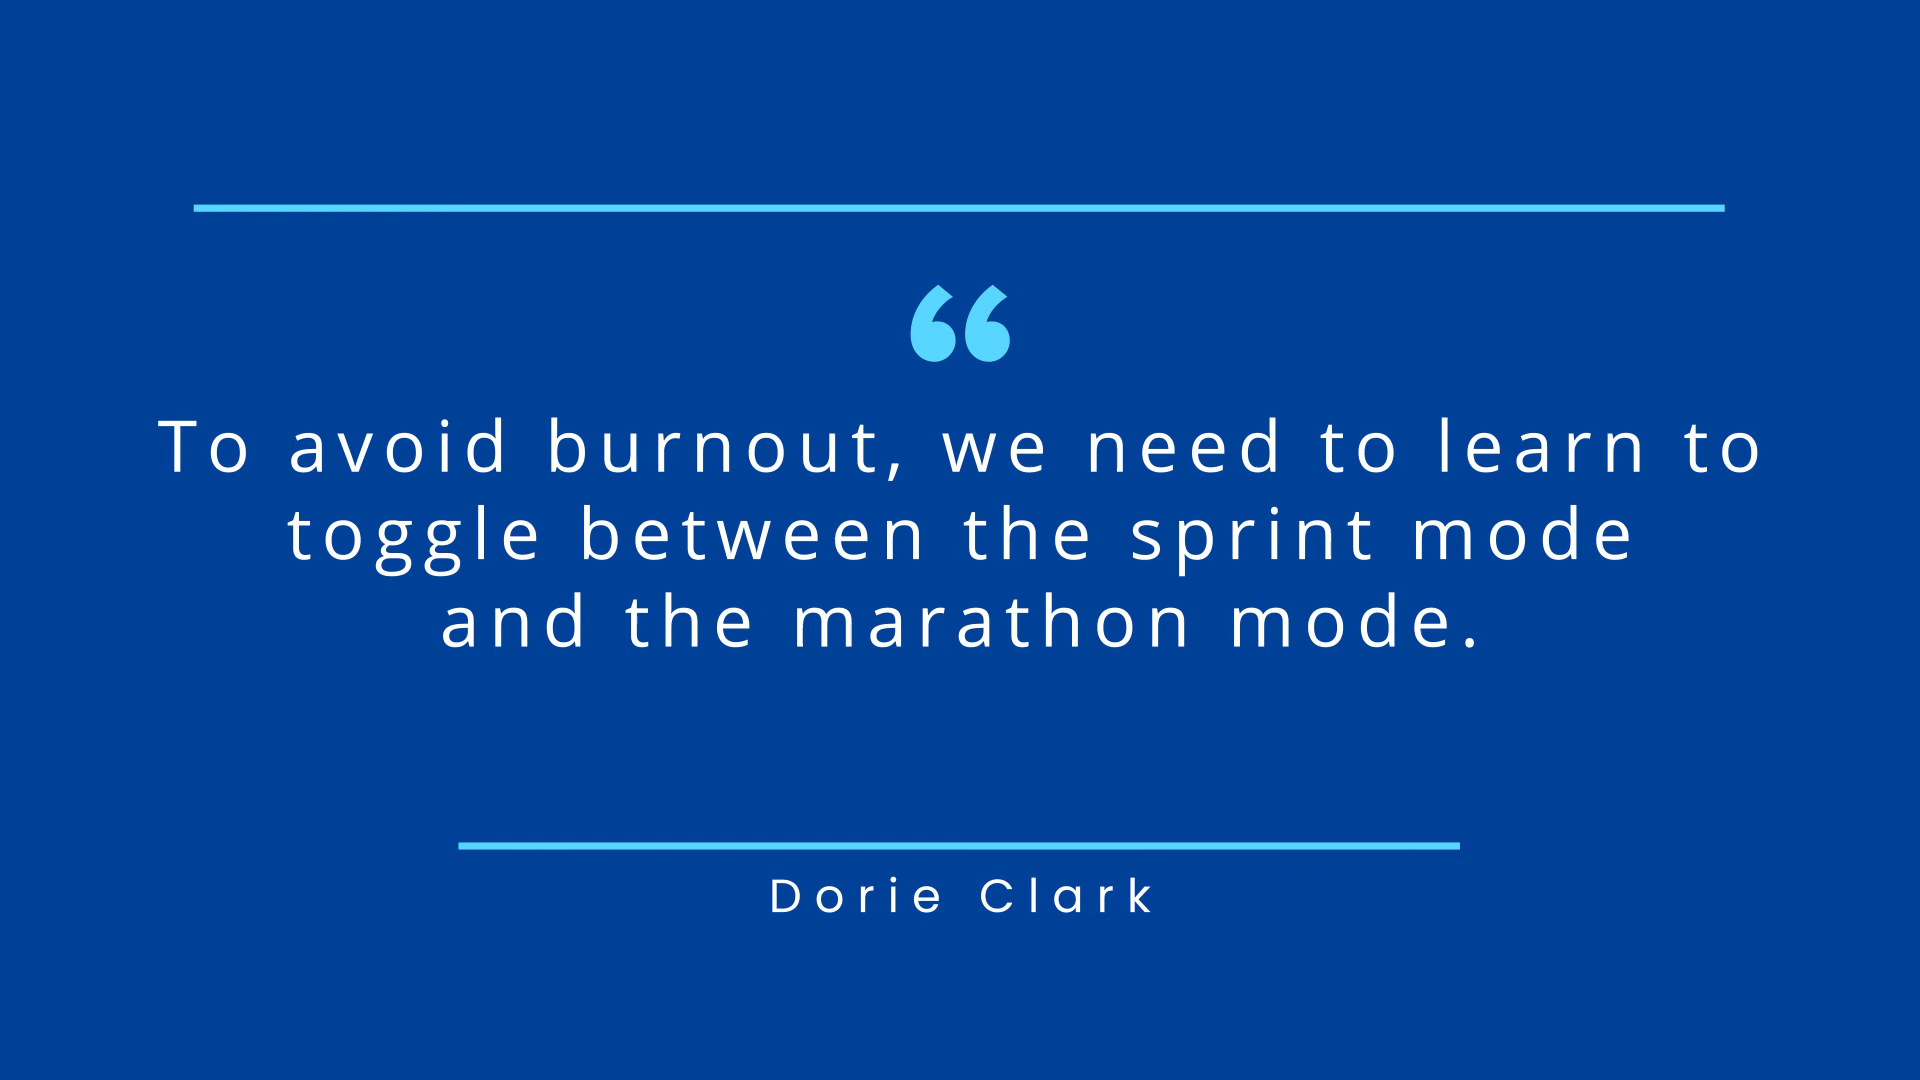 “
To avoid burnout, we need to learn to
toggle between the sprint mode
and the marathon mode.
Dorie Clark